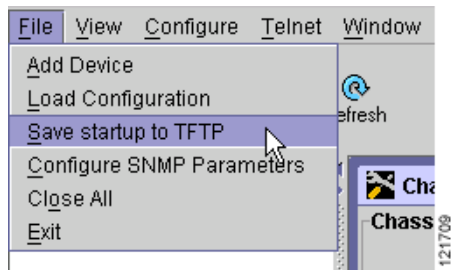 File View Configure Telnet Window
Add Device
Load Configuration
Save startup to TFTP
Configure SNMP Parameters
Close All
Exit
efresh
Cha
Chass
121709